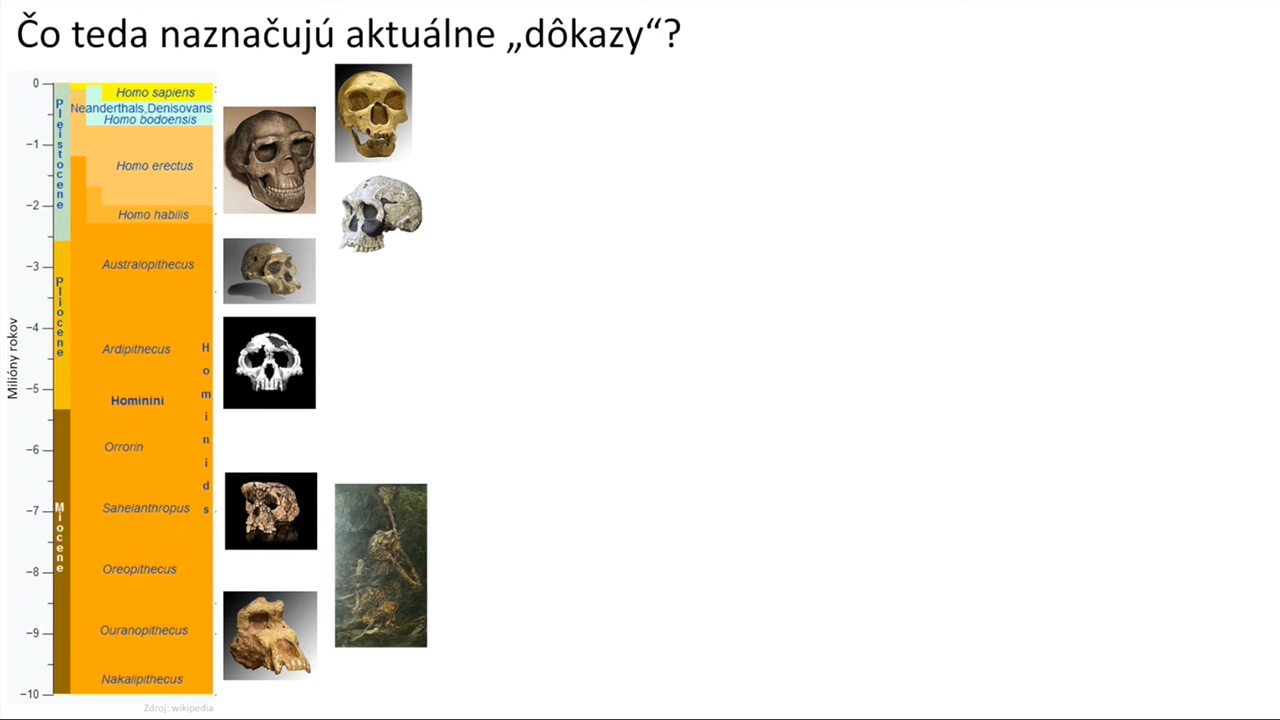 Čo teda naznačujú aktuálne „dôkazy“?
Milióny rokov
0
−1
−2
−3
−4
−5
−6
−7
−8
−9
−10
Pleistocene
Pliocene
Miocene
Homo sapiens
Neanderthals,Denisovans
Homo bodoensis
Homo erectus
Homo habilis
Australopithecus
Ardipithecus
Hominini
Orrorin
Sahelanthropus
Oreopithecus
Ouranopithecus
Nakalipithecus
Hominids
Zdroj: wikipedia